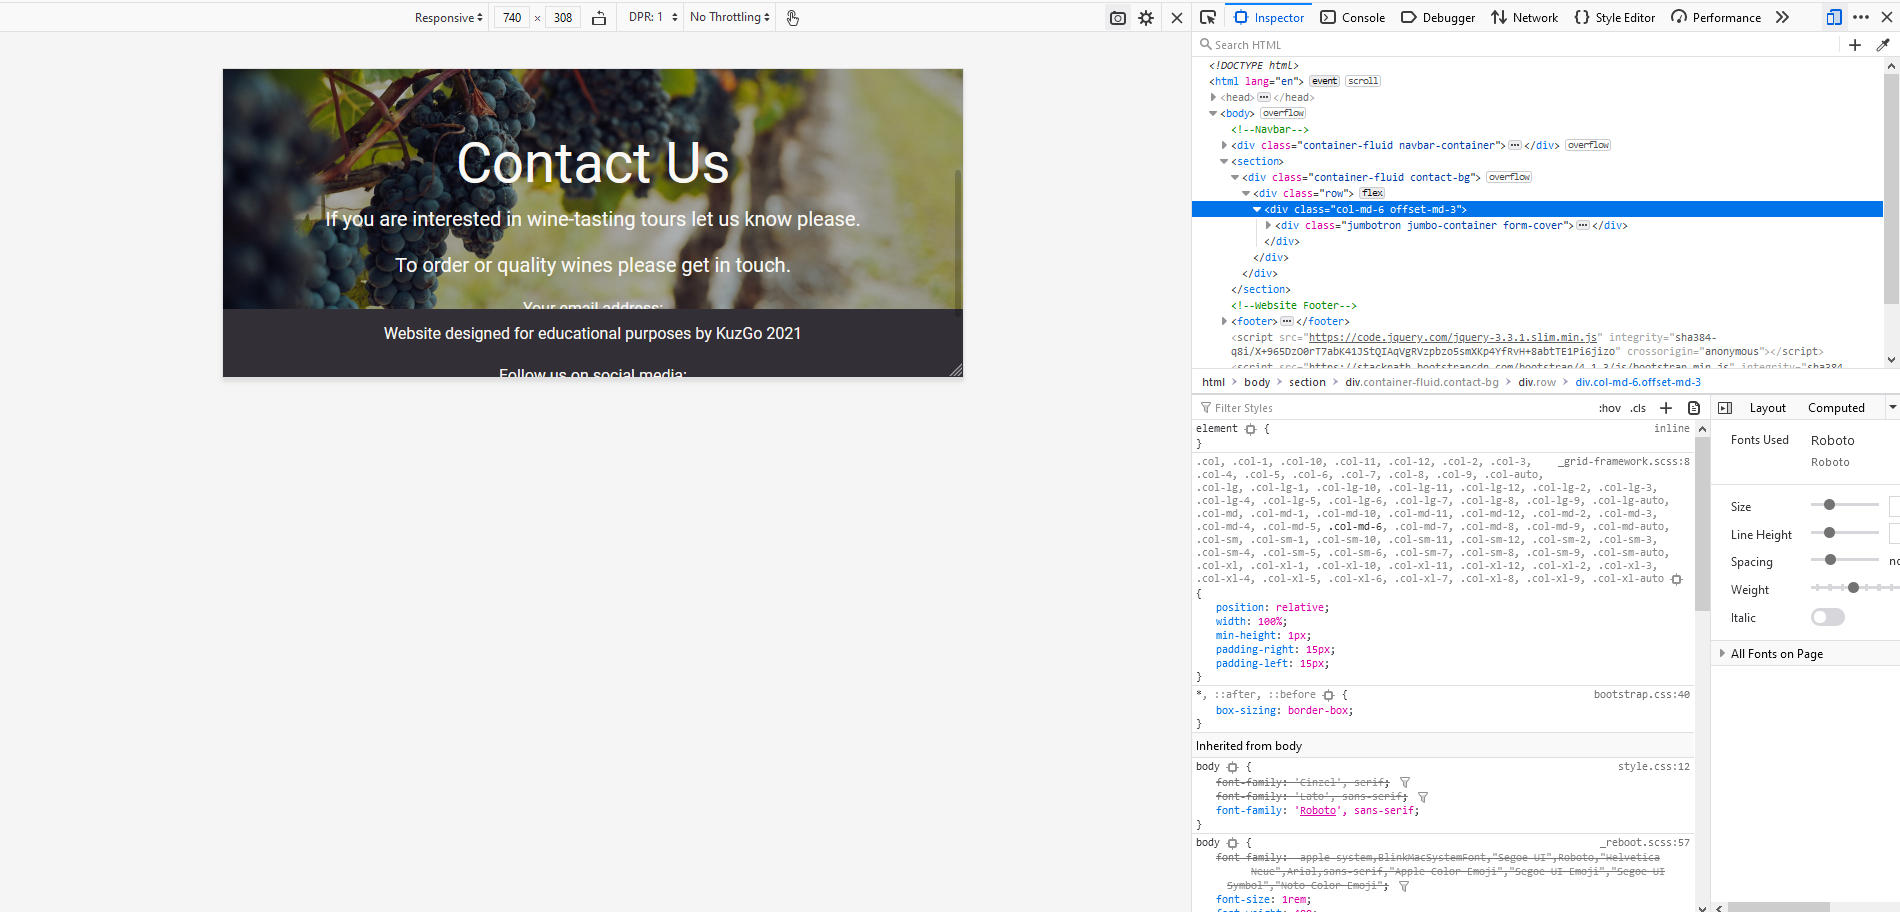 Responsive 740 × 308 DPR: 1 No Throttling
Inspector Console Debugger Network Style Editor Performance
Search HTML
<!DOCTYPE html>
<html lang="en"> event scroll
<head> ••• </head>
<body> overflow
<!--Navbar-->
<div class="container-fluid navbar-container"> ••• </div> overflow
<section>
<div class="container-fluid contact-bg"> overflow
<div class="row"> flex
<div class="col-md-6 offset-md-3">
<div class="jumbotron jumbo-container form-cover"> ••• </div>
</div>
</div>
</div>
</section>
<!--Website Footer-->
<footer> ••• </footer>
<script src="https://code.jquery.com/jquery-3.3.1.slim.min.js" integrity="sha384-
q8i/X+965DzO0rT7abK41JStQIAqVgRVzpbzo5smXKp4YfRvH+8abtTE1Pi6jizo" crossorigin="anonymous"></script>
<script src="https://stackpath.bootstrapcdn.com/bootstrap/4.1.3/js/bootstrap.min.js" integrity="sha384-
html > body > section > div.container-fluid.contact-bg > div.row > div.col-md-6.offset-md-3
Contact Us
If you are interested in wine-tasting tours let us know please.
To order or quality wines please get in touch.
Your email address:
Website designed for educational purposes by KuzGo 2021
Follow us on social media:
Filter Styles :hov .cls +
element { inline
}
.col, .col-1, .col-10, .col-11, .col-12, .col-2, .col-3, _grid-framework.scss:8
.col-4, .col-5, .col-6, .col-7, .col-8, .col-9, .col-auto,
.col-lg, .col-lg-1, .col-lg-10, .col-lg-11, .col-lg-12, .col-lg-2, .col-lg-3,
.col-lg-4, .col-lg-5, .col-lg-6, .col-lg-7, .col-lg-8, .col-lg-9, .col-lg-auto,
.col-md, .col-md-1, .col-md-10, .col-md-11, .col-md-12, .col-md-2, .col-md-3,
.col-md-4, .col-md-5, .col-md-6, .col-md-7, .col-md-8, .col-md-9, .col-md-auto,
.col-sm, .col-sm-1, .col-sm-10, .col-sm-11, .col-sm-12, .col-sm-2, .col-sm-3,
.col-sm-4, .col-sm-5, .col-sm-6, .col-sm-7, .col-sm-8, .col-sm-9, .col-sm-auto,
.col-xl, .col-xl-1, .col-xl-10, .col-xl-11, .col-xl-12, .col-xl-2, .col-xl-3,
.col-xl-4, .col-xl-5, .col-xl-6, .col-xl-7, .col-xl-8, .col-xl-9, .col-xl-auto
{
position: relative;
width: 100%;
min-height: 1px;
padding-right: 15px;
padding-left: 15px;
}
*, ::after, ::before { bootstrap.css:40
box-sizing: border-box;
}
Inherited from body
body { style.css:12
font-family: 'Cinzel', serif;
font-family: 'Lato', sans-serif;
font-family: 'Roboto', sans-serif;
}
body { _reboot.scss:57
font-family: -apple-system,BlinkMacSystemFont,"Segoe UI",Roboto,"Helvetica
Neue",Arial,sans-serif,"Apple Color Emoji","Segoe UI Emoji","Segoe UI
Symbol","Noto Color Emoji";
font-size: 1rem;
font-weight: 400;
Layout Computed
Fonts Used Roboto
Roboto
Size
Line Height
Spacing no
Weight
Italic
All Fonts on Page